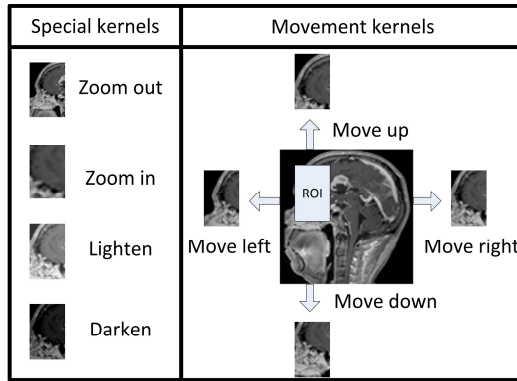 Special kernels
Movement kernels
Zoom out
Zoom in
Lighten
Darken
Move up
ROI
Move left
Move right
Move down